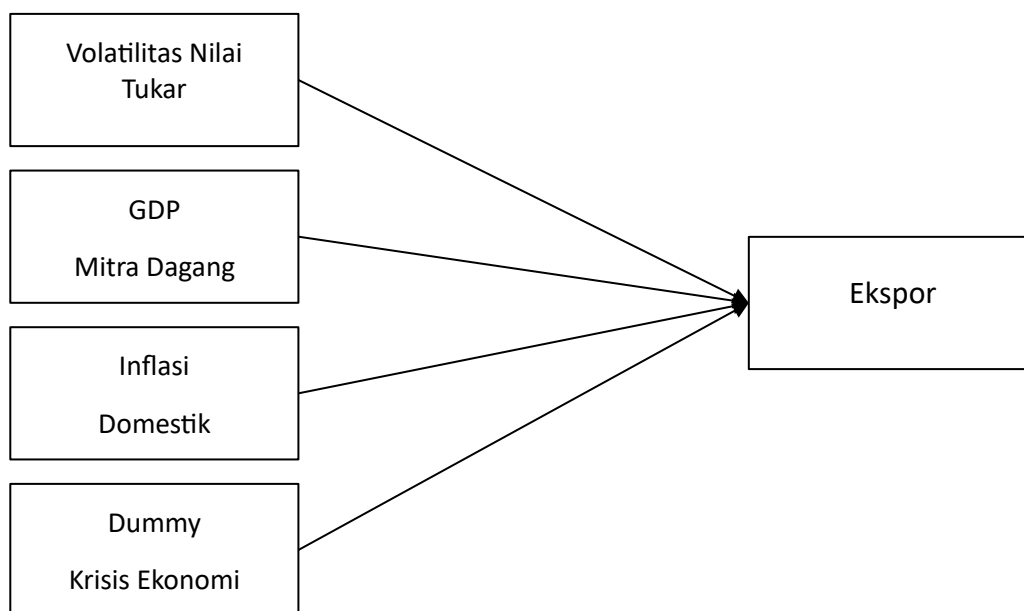 Volatilitas Nilai
Tukar
GDP
Mitra Dagang
Inflasi
Domestik
Dummy
Krisis Ekonomi
Ekspor